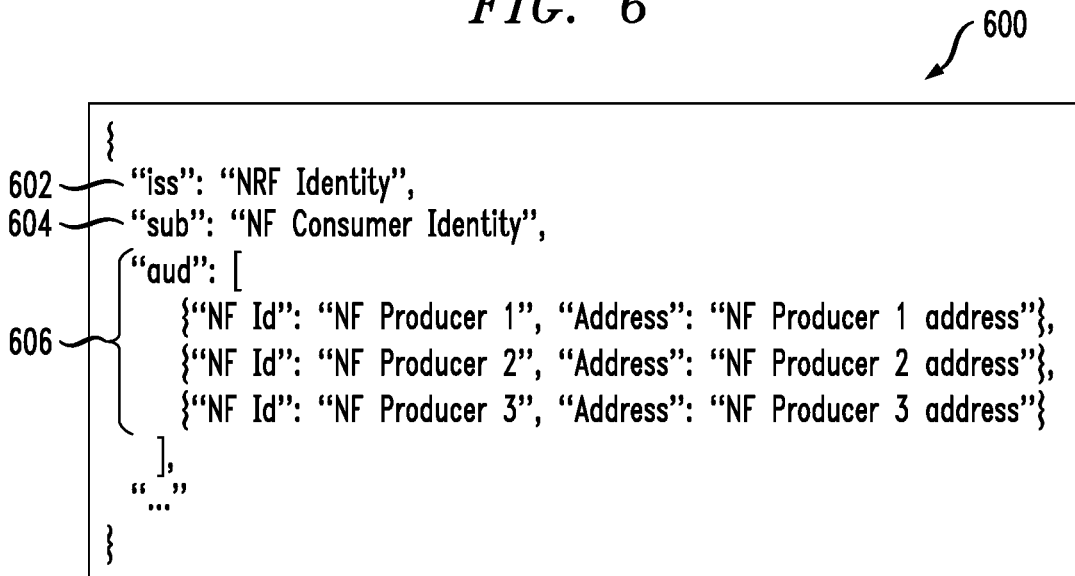 FIG. 6
600
{
602 "iss": "NRF Identity",
604 "sub": "NF Consumer Identity",
"aud": [
{"NF Id": "NF Producer 1", "Address": "NF Producer 1 address"},
606 {"NF Id": "NF Producer 2", "Address": "NF Producer 2 address"},
{"NF Id": "NF Producer 3", "Address": "NF Producer 3 address"}
],
"..."
}